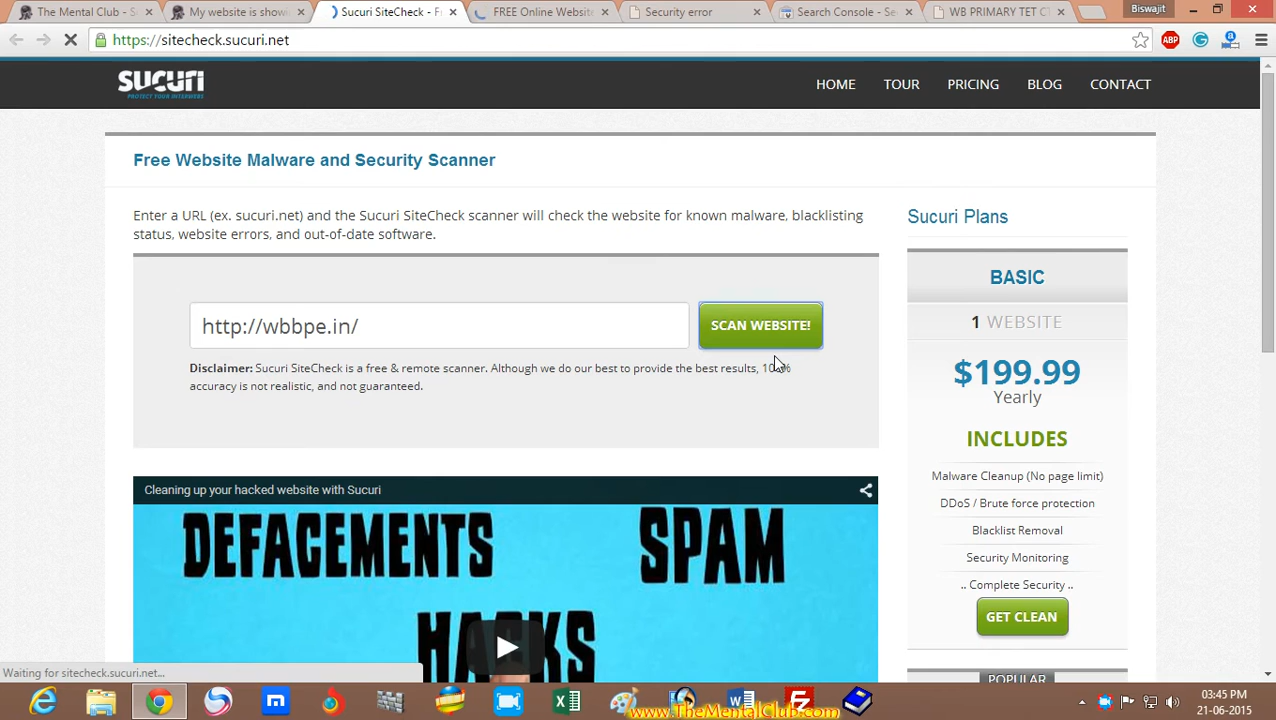 The Mental Club - S
My website is showi
Sucuri SiteCheck - F
FREE Online Website
Security error
Search Console - Se
WB PRIMARY TET C
Biswajit
https://sitecheck.sucuri.net
ABP
SUCURI
PROTECT YOUR INTERWEBS
HOME
TOUR
PRICING
BLOG
CONTACT
Free Website Malware and Security Scanner
Enter a URL (ex. sucuri.net) and the Sucuri SiteCheck scanner will check the website for known malware, blacklisting
status, website errors, and out-of-date software.
http://wbbpe.in/
SCAN WEBSITE!
Disclaimer: Sucuri SiteCheck is a free & remote scanner. Although we do our best to provide the best results,
accuracy is not realistic, and not guaranteed.
Cleaning up your hacked website with Sucuri
DEFACEMENTS
SPAM
HACKS
Sucuri Plans
BASIC
1 WEBSITE
$199.99
Yearly
INCLUDES
Malware Cleanup (No page limit)
DDoS / Brute force protection
Blacklist Removal
Security Monitoring
.. Complete Security ..
GET CLEAN
POPULAR
Waiting for sitecheck.sucuri.net...
www.TheMentalClub.com
03:45 PM
21-06-2015